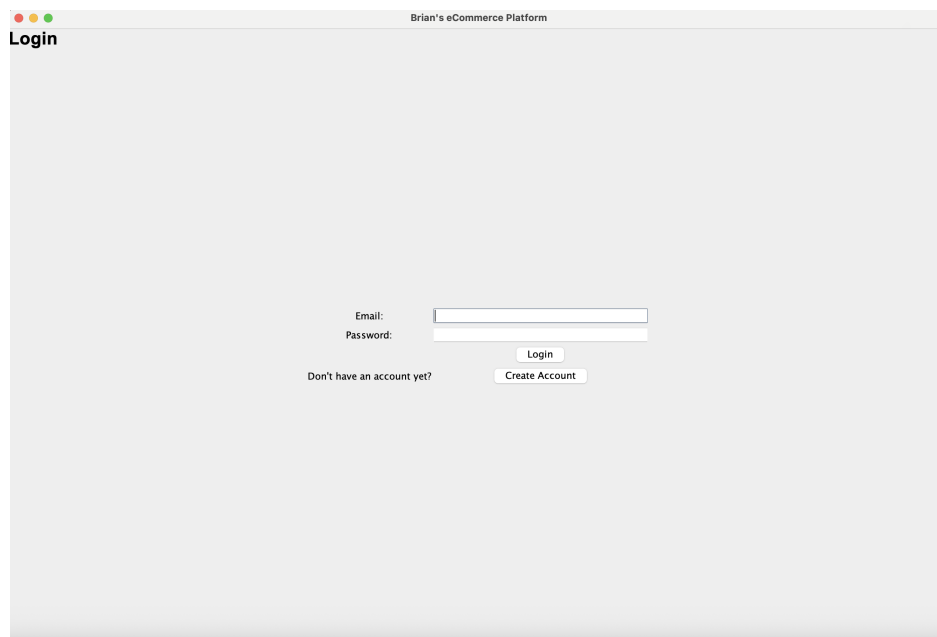 Brian's eCommerce Platform
Login
Email:
Password:
Login
Don't have an account yet? Create Account